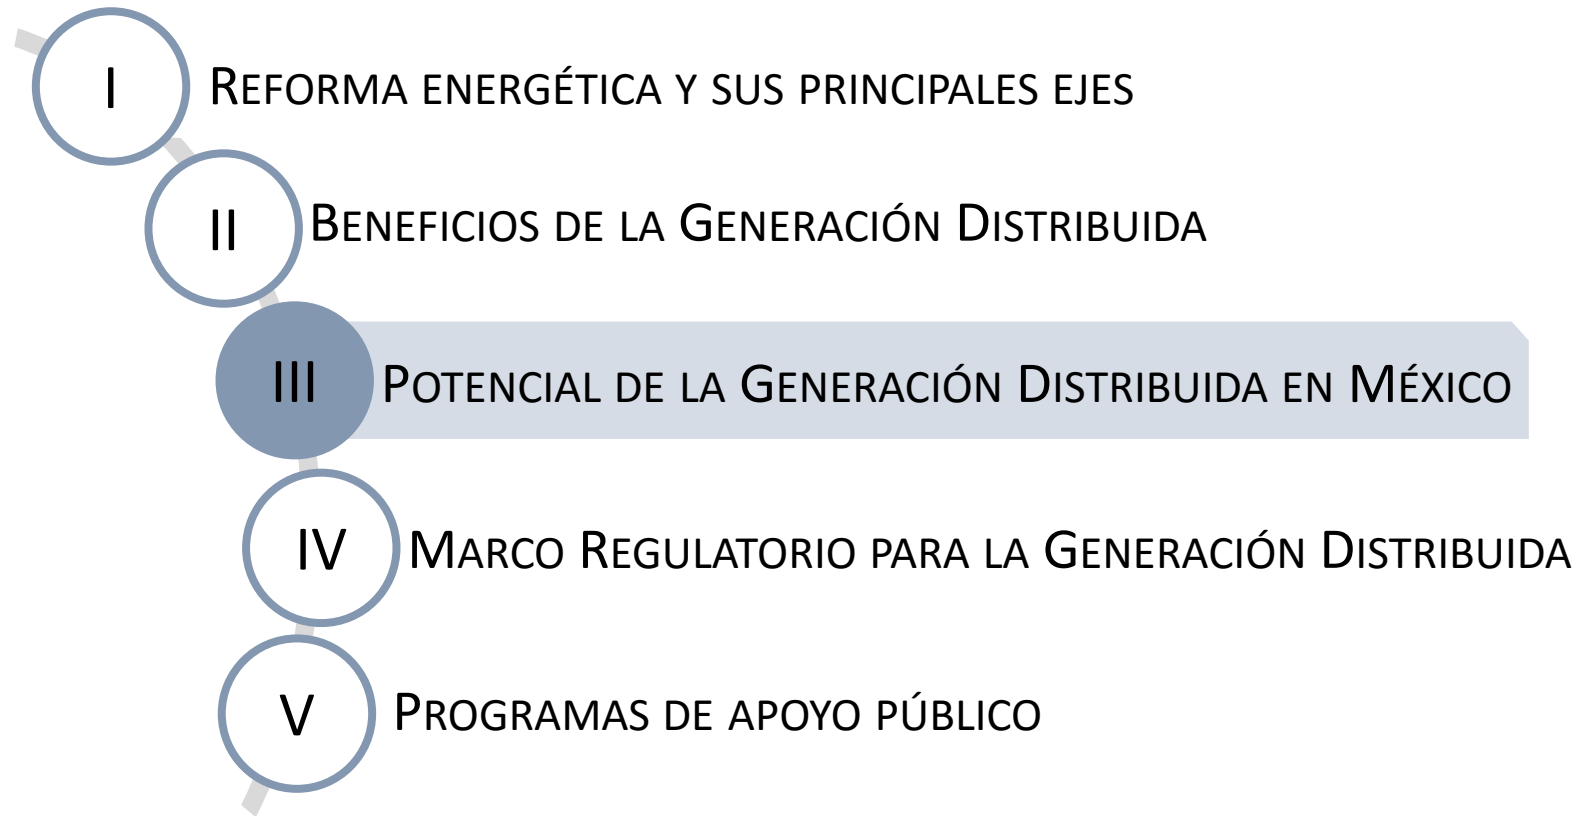 I REFORMA ENERGÉTICA Y SUS PRINCIPALES EJES
II BENEFICIOS DE LA GENERACIÓN DISTRIBUIDA
III POTENCIAL DE LA GENERACIÓN DISTRIBUIDA EN MÉXICO
IV MARCO REGULATORIO PARA LA GENERACIÓN DISTRIBUIDA
V PROGRAMAS DE APOYO PÚBLICO